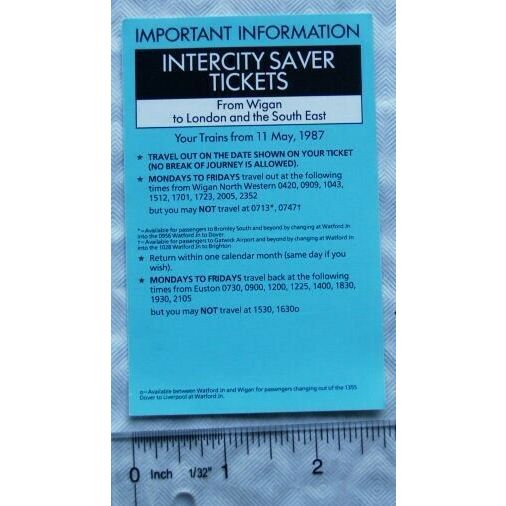 IMPORTANT INFORMATION
INTERCITY SAVER
TICKETS
From Wigan
to London and the South East
Your Trains from 11 May, 1987
★ TRAVEL OUT ON THE DATE SHOWN ON YOUR TICKET
(NO BREAK OF JOURNEY IS ALLOWED).
★ MONDAYS TO FRIDAYS travel out at the following
times from Wigan North Western 0420, 0909, 1043,
1512, 1701, 1723, 2005, 2352
but you may NOT travel at 0713*, 0747‡
*=Available for passengers to Bromley South and beyond by changing at Watford Jn
into the 0956 Watford Jn to Dover.
‡=Available for passengers to Gatwick Airport and beyond by changing at Watford Jn
into the 1028 Watford Jn to Brighton
★ Return within one calendar month (same day if you
wish).
★ MONDAYS TO FRIDAYS travel back at the following
times from Euston 0730, 0900, 1200, 1225, 1400, 1830,
1930, 2105
but you may NOT travel at 1530, 1630o
o=Available between Watford Jn and Wigan for passengers changing out of the 1355
Dover to Liverpool at Watford Jn.
0 Inch 1/32" 1 2